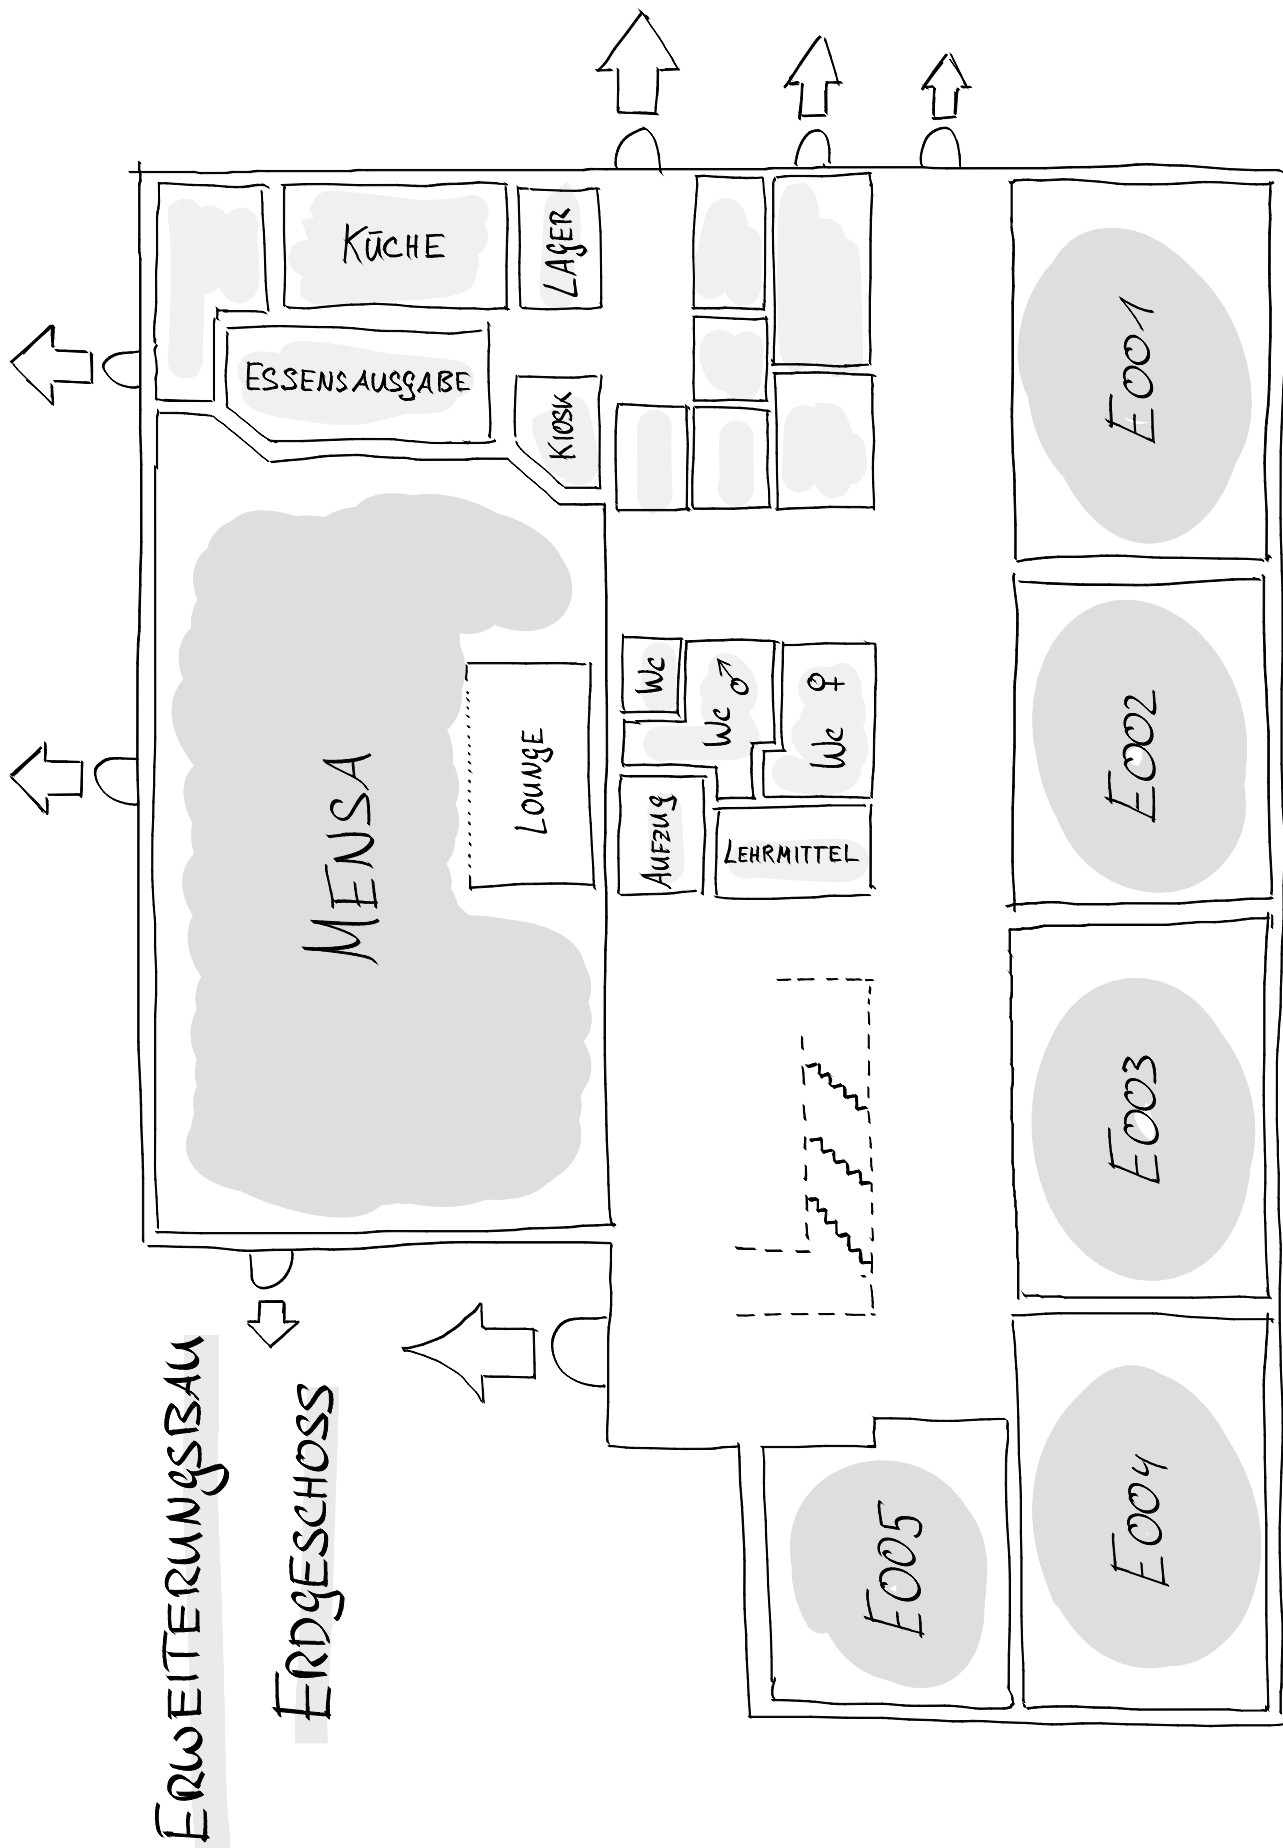 ERWEITERUNGSBAU
ERDGESCHOSS
KÜCHE
LAGER
ESSENSAUSGABE
KIOSK
MENSA
LOUNGE
WC
WC ♂
WC ♀
AUFZUG
LEHRMITTEL
E001
E002
E003
E004
E005